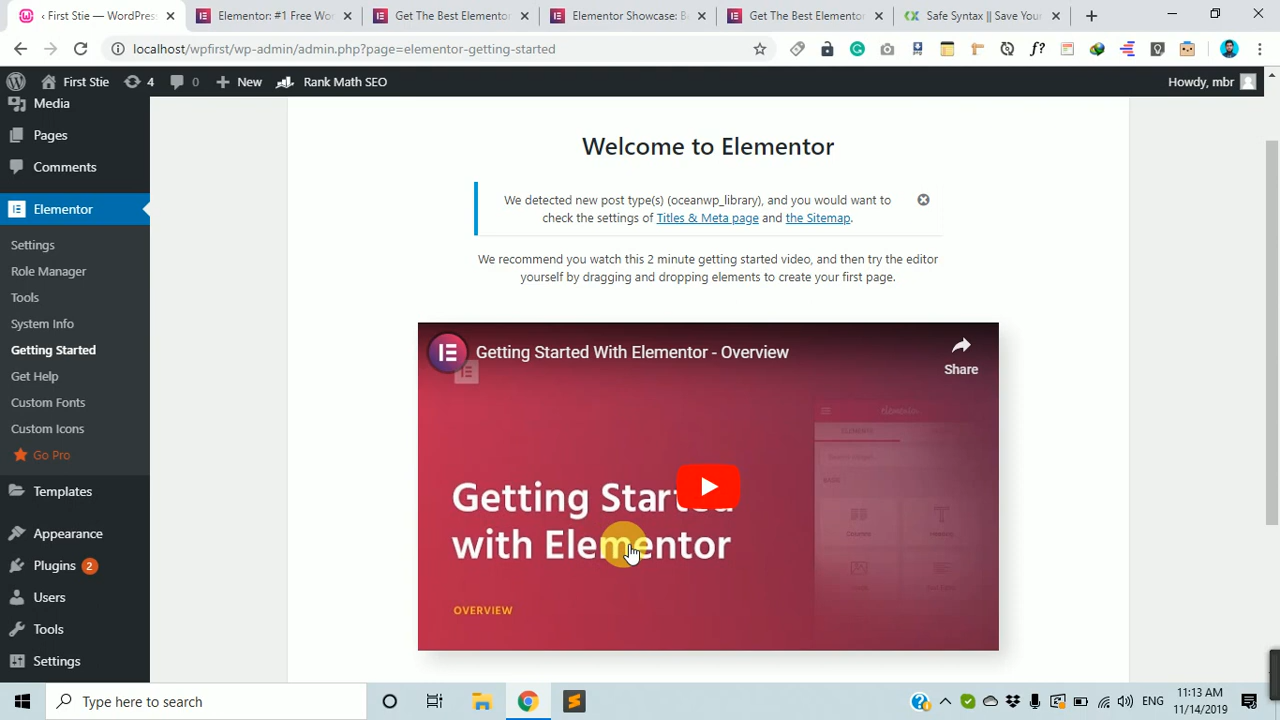 ‹ First Stie — WordPress
Elementor: #1 Free Wor
Get The Best Elementor
Elementor Showcase: Be
Get The Best Elementor
Safe Syntax || Save Your
localhost/wpfirst/wp-admin/admin.php?page=elementor-getting-started
First Stie
4
0
New
Rank Math SEO
Howdy, mbr
Media
Pages
Comments
Elementor
Settings
Role Manager
Tools
System Info
Getting Started
Get Help
Custom Fonts
Custom Icons
Go Pro
Templates
Appearance
Plugins 2
Users
Tools
Settings
Welcome to Elementor
We detected new post type(s) (oceanwp_library), and you would want to
check the settings of Titles & Meta page and the Sitemap.
We recommend you watch this 2 minute getting started video, and then try the editor
yourself by dragging and dropping elements to create your first page.
Getting Started With Elementor - Overview
Share
Getting Started
with Elementor
OVERVIEW
Type here to search
ENG
11:13 AM
11/14/2019